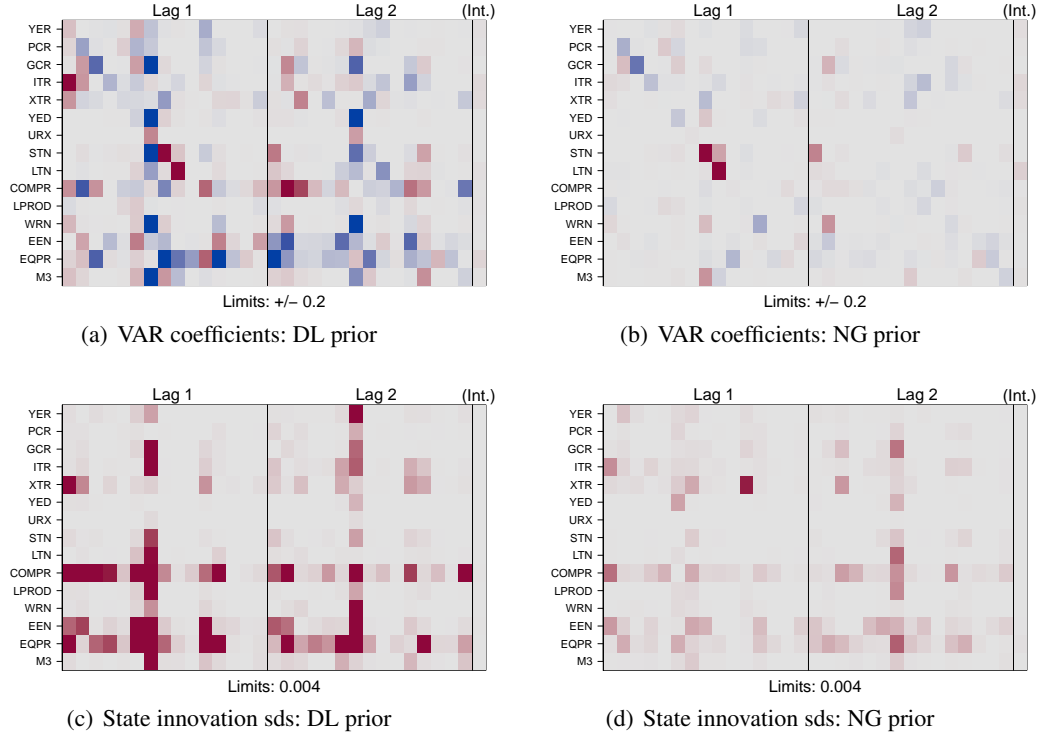 Lag 1 Lag 2 (Int.)
YER
PCR
GCR
ITR
XTR
YED
URX
STN
LTN
COMPR
LPROD
WRN
EEN
EQPR
M3
Limits: +/− 0.2
(a) VAR coefficients: DL prior
Lag 1 Lag 2 (Int.)
YER
PCR
GCR
ITR
XTR
YED
URX
STN
LTN
COMPR
LPROD
WRN
EEN
EQPR
M3
Limits: +/− 0.2
(b) VAR coefficients: NG prior
Lag 1 Lag 2 (Int.)
YER
PCR
GCR
ITR
XTR
YED
URX
STN
LTN
COMPR
LPROD
WRN
EEN
EQPR
M3
Limits: 0.004
(c) State innovation sds: DL prior
Lag 1 Lag 2 (Int.)
YER
PCR
GCR
ITR
XTR
YED
URX
STN
LTN
COMPR
LPROD
WRN
EEN
EQPR
M3
Limits: 0.004
(d) State innovation sds: NG prior